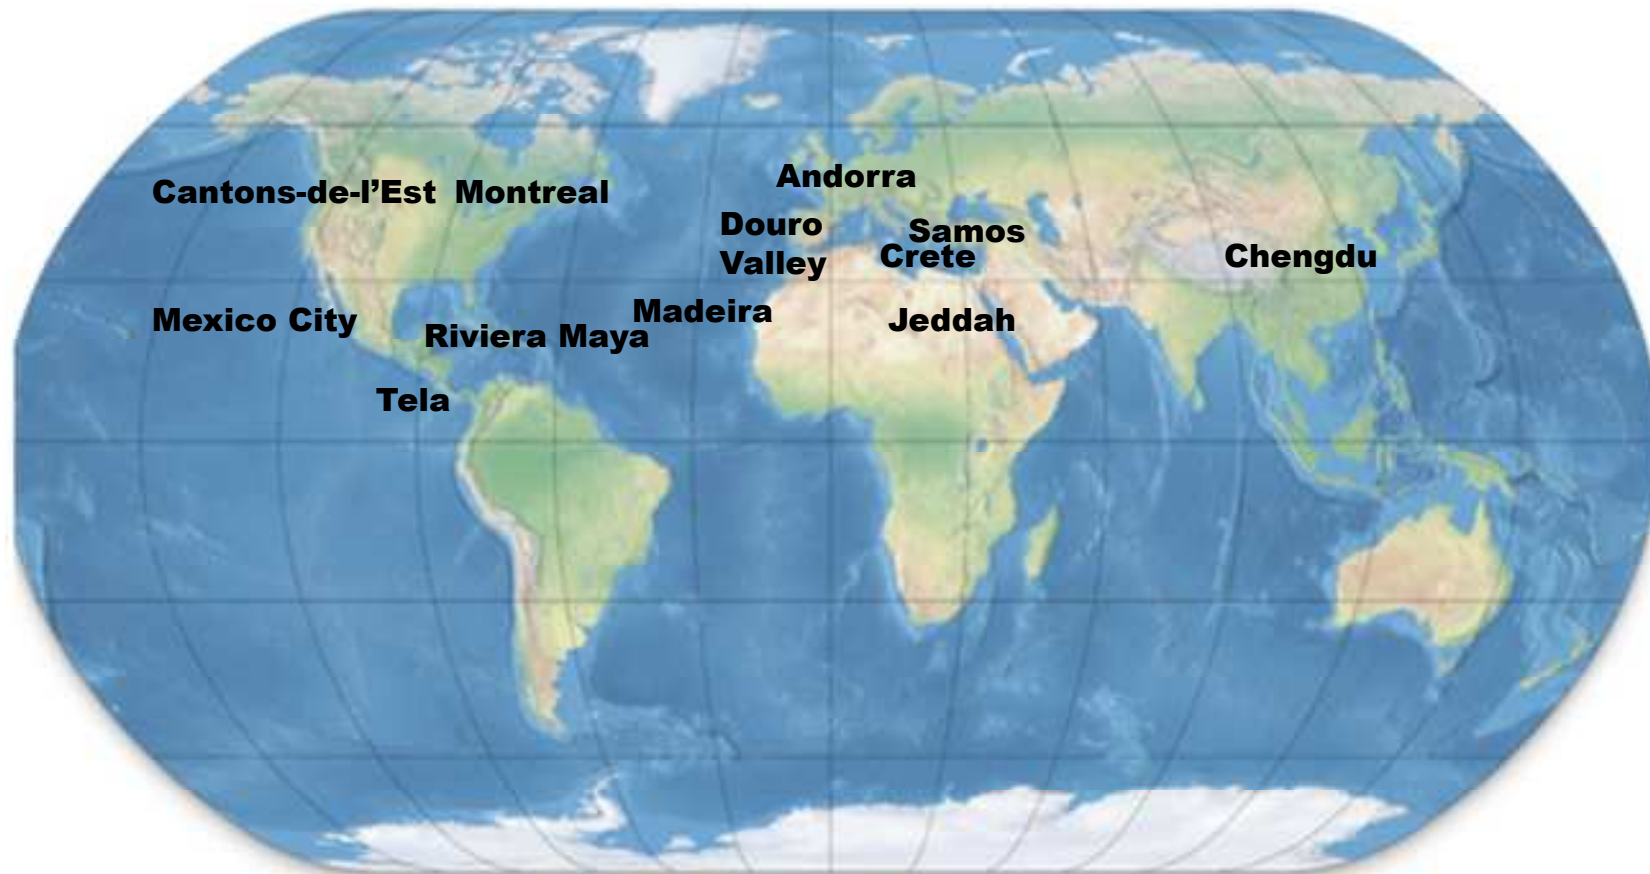 Andorra
Cantons-de-l’Est Montreal
Douro
Valley
Samos
Crete
Chengdu
Madeira
Mexico City
Jeddah
Riviera Maya
Tela